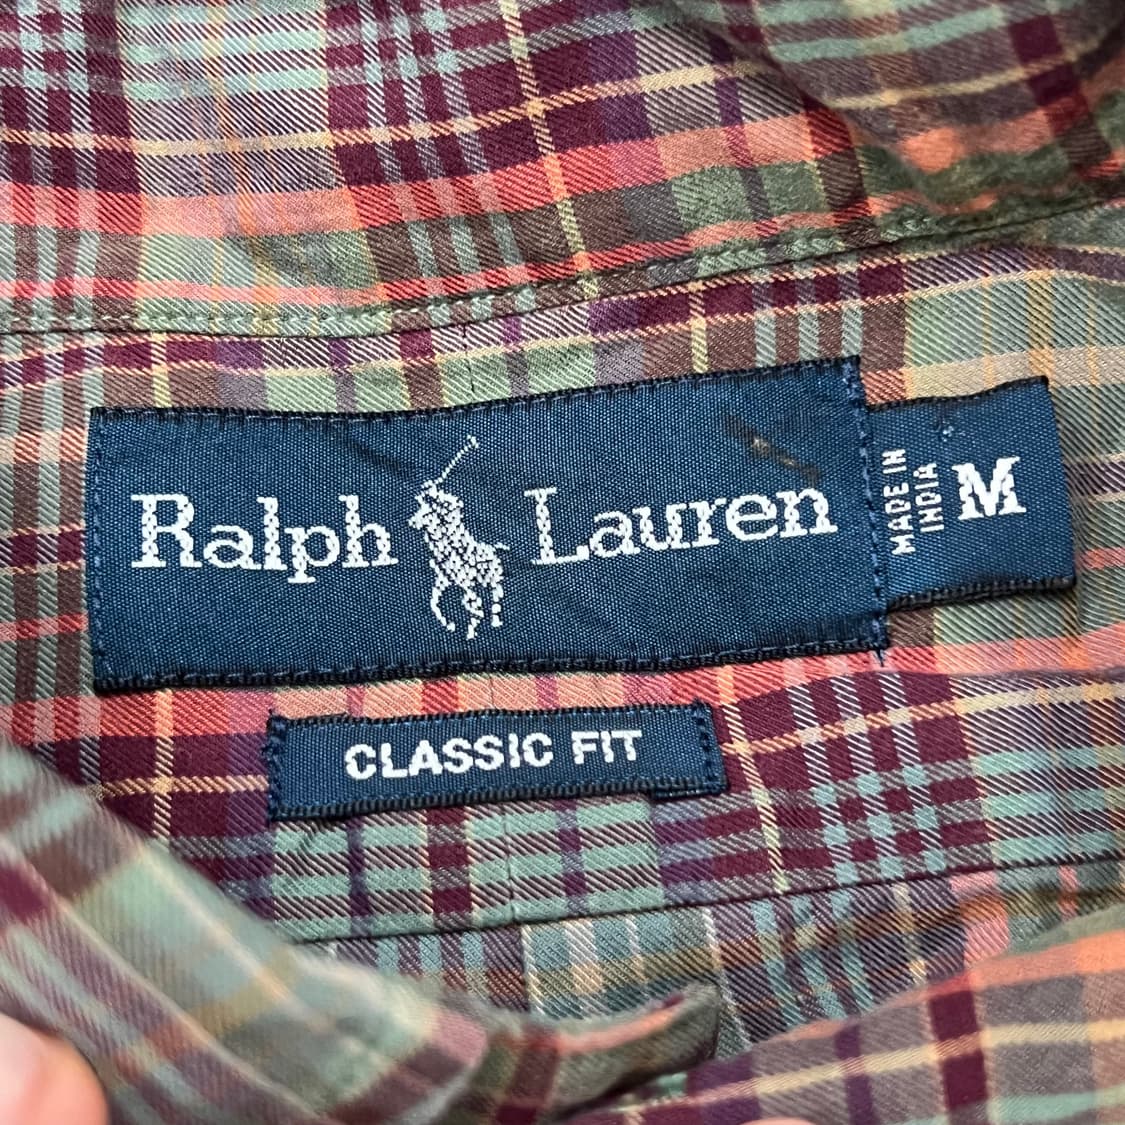 Ralph Lauren
MADE IN
INDIA
M
CLASSIC FIT